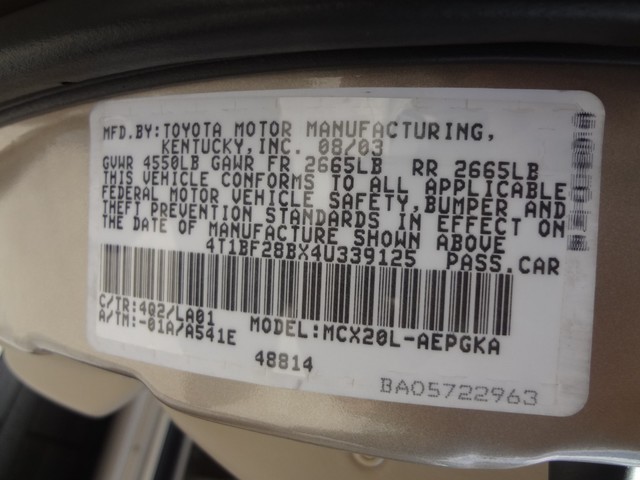 MFD.BY:TOYOTA MOTOR MANUFACTURING,
KENTUCKY,INC. 08/03
GVWR 4550LB GAWR FR 2665LB RR 2665LB
THIS VEHICLE CONFORMS TO ALL APPLICABLE
FEDERAL MOTOR VEHICLE SAFETY,BUMPER AND
THEFT PREVENTION STANDARDS IN EFFECT ON
THE DATE OF MANUFACTURE SHOWN ABOVE
4T1BF28BX4U339125 PASS.CAR
C/TR:4Q2/LA01
A/TM:-01A/A541E
MODEL:MCX20L-AEPGKA
48814
BA05722963